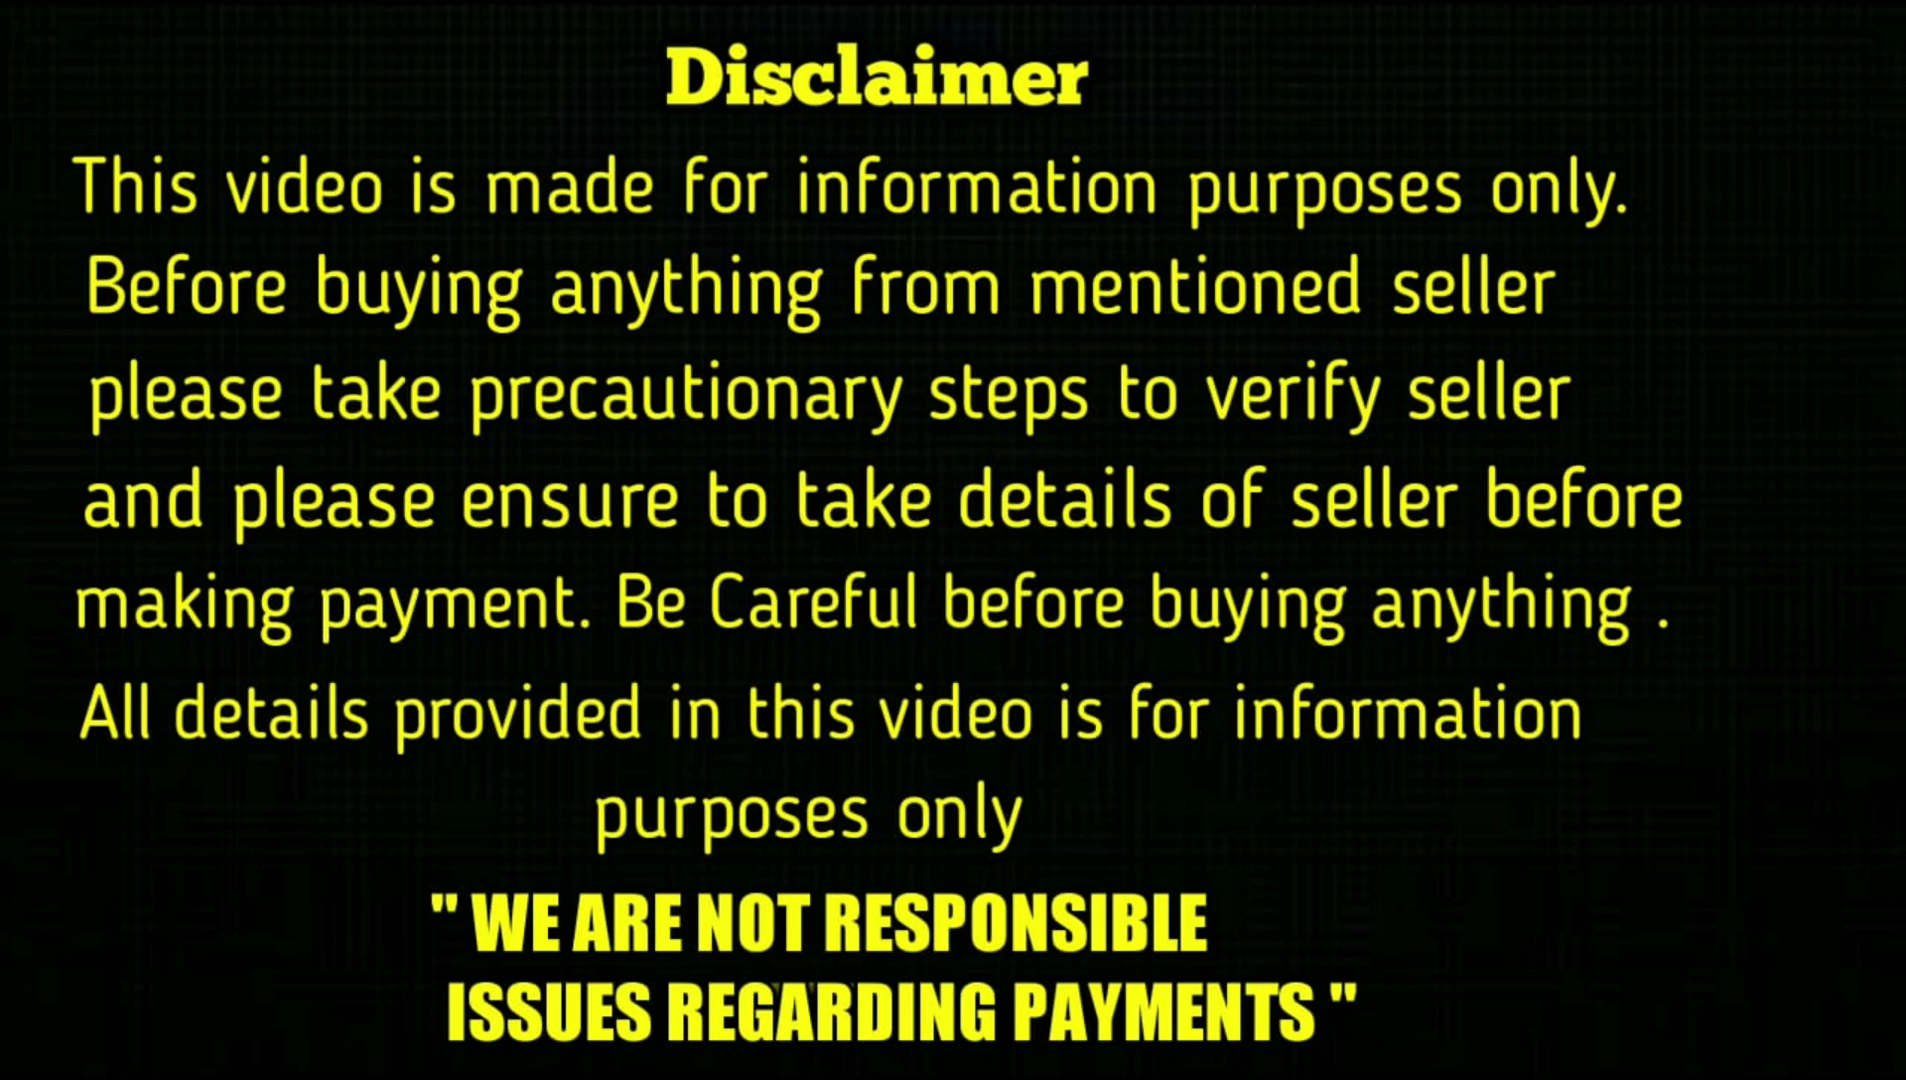 Disclaimer
This video is made for information purposes only.
Before buying anything from mentioned seller
please take precautionary steps to verify seller
and please ensure to take details of seller before
making payment. Be Careful before buying anything .
All details provided in this video is for information
purposes only
" WE ARE NOT RESPONSIBLE
ISSUES REGARDING PAYMENTS "